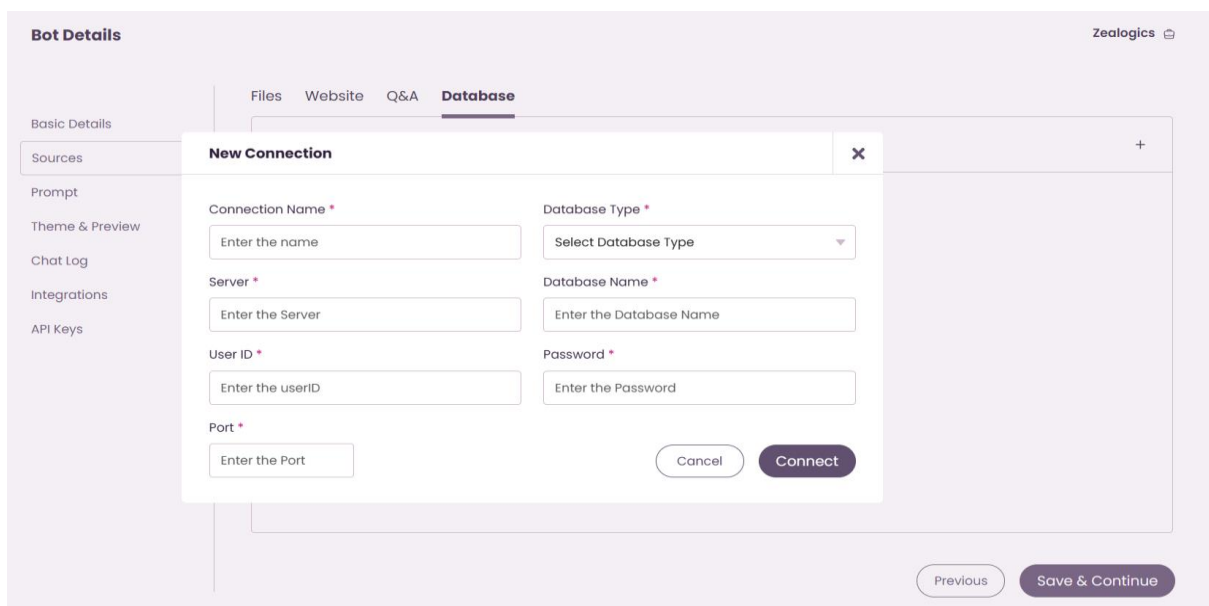 Bot Details
Zealogics
Files Website Q&A Database
Basic Details
Sources
Prompt
Theme & Preview
Chat Log
Integrations
API Keys
New Connection
Connection Name *
Enter the name
Database Type *
Select Database Type
Server *
Enter the Server
Database Name *
Enter the Database Name
User ID *
Enter the userID
Password *
Enter the Password
Port *
Enter the Port
Cancel
Connect
Previous
Save & Continue